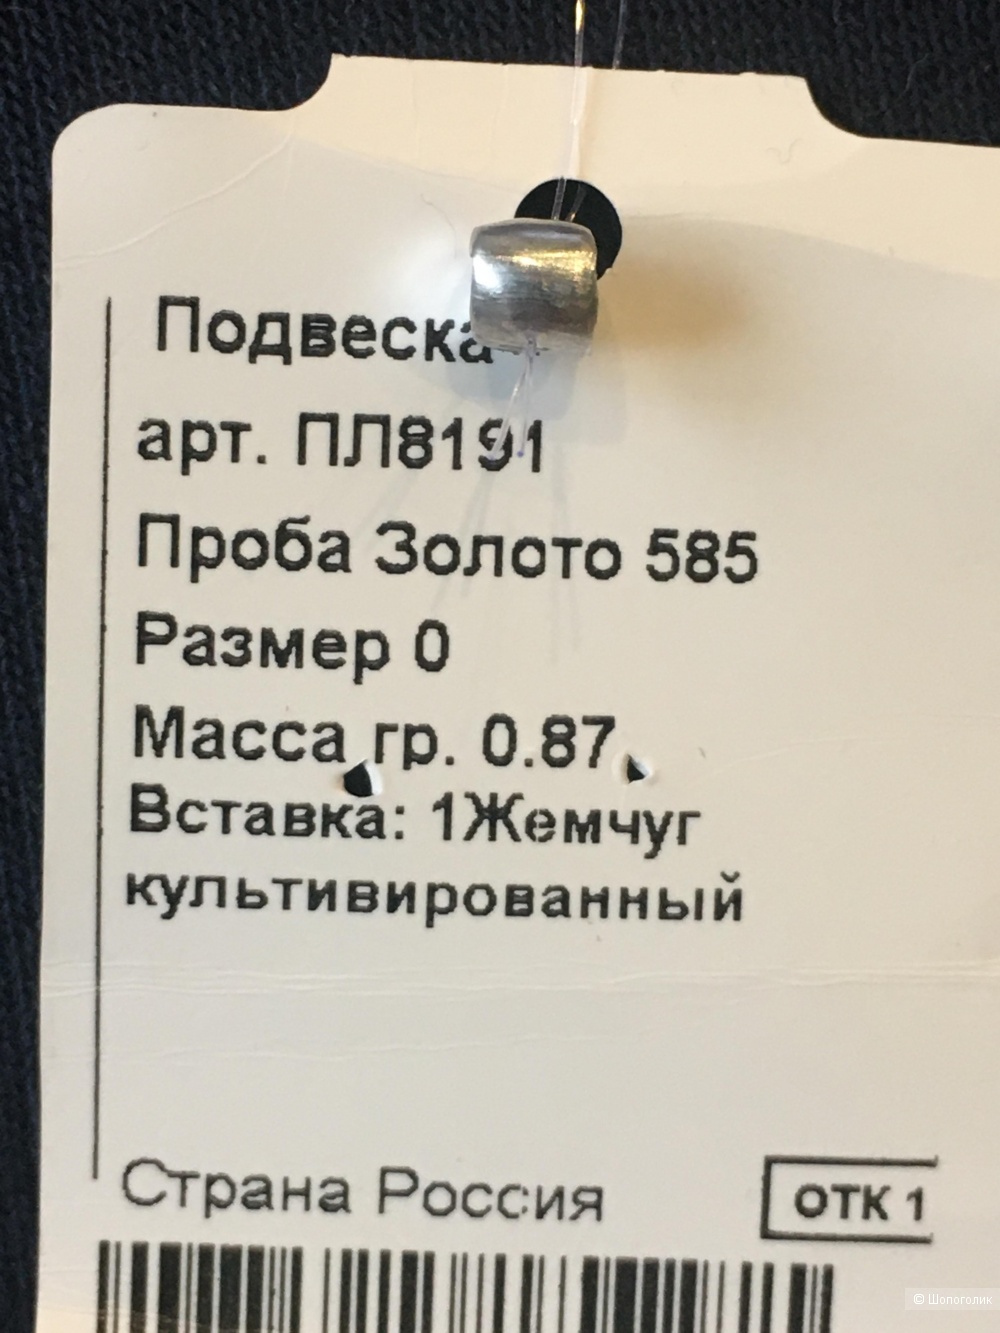 Подвеска
арт. ПЛ8191
Проба Золото 585
Размер 0
Масса гр. 0.87
Вставка: 1Жемчуг
культивированный
Страна Россия
ОТК 1
© Шопоголик